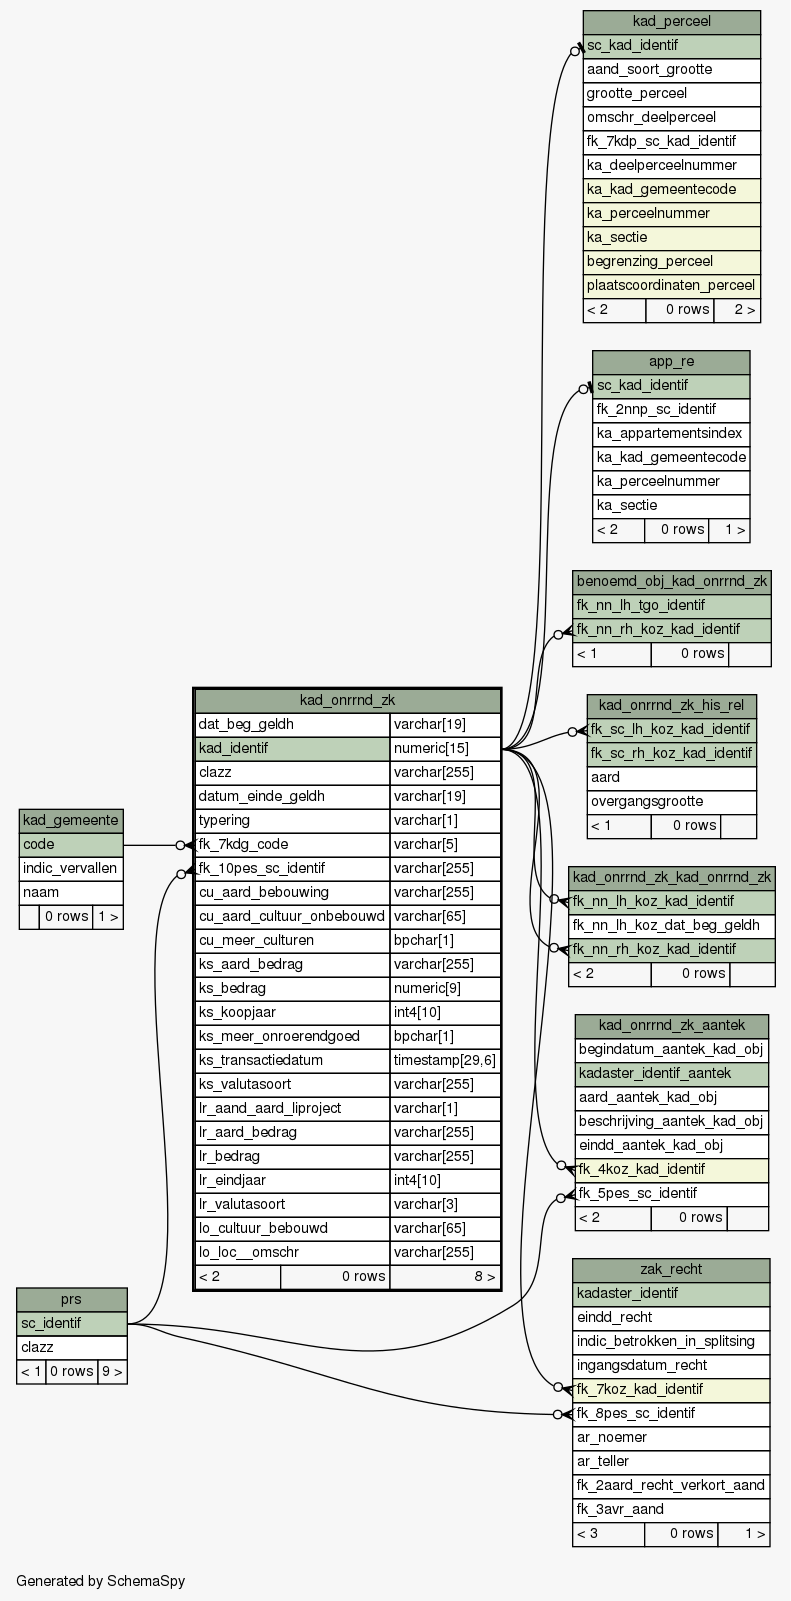 kad_perceel
sc_kad_identif
aand_soort_grootte
grootte_perceel
omschr_deelperceel
fk_7kdp_sc_kad_identif
ka_deelperceelnummer
ka_kad_gemeentecode
ka_perceelnummer
ka_sectie
begrenzing_perceel
plaatscoordinaten_perceel
< 2 0 rows 2 >
app_re
sc_kad_identif
fk_2nnp_sc_identif
ka_appartementsindex
ka_kad_gemeentecode
ka_perceelnummer
ka_sectie
< 2 0 rows 1 >
benoemd_obj_kad_onrrnd_zk
fk_nn_lh_tgo_identif
fk_nn_rh_koz_kad_identif
< 1 0 rows
kad_onrrnd_zk_his_rel
fk_sc_lh_koz_kad_identif
fk_sc_rh_koz_kad_identif
aard
overgangsgrootte
< 1 0 rows
kad_onrrnd_zk_kad_onrrnd_zk
fk_nn_lh_koz_kad_identif
fk_nn_lh_koz_dat_beg_geldh
fk_nn_rh_koz_kad_identif
< 2 0 rows
kad_onrrnd_zk_aantek
begindatum_aantek_kad_obj
kadaster_identif_aantek
aard_aantek_kad_obj
beschrijving_aantek_kad_obj
eindd_aantek_kad_obj
fk_4koz_kad_identif
fk_5pes_sc_identif
< 2 0 rows
zak_recht
kadaster_identif
eindd_recht
indic_betrokken_in_splitsing
ingangsdatum_recht
fk_7koz_kad_identif
fk_8pes_sc_identif
ar_noemer
ar_teller
fk_2aard_recht_verkort_aand
fk_3avr_aand
< 3 0 rows 1 >
kad_onrrnd_zk
dat_beg_geldh varchar[19]
kad_identif numeric[15]
clazz varchar[255]
datum_einde_geldh varchar[19]
typering varchar[1]
fk_7kdg_code varchar[5]
fk_10pes_sc_identif varchar[255]
cu_aard_bebouwing varchar[255]
cu_aard_cultuur_onbebouwd varchar[65]
cu_meer_culturen bpchar[1]
ks_aard_bedrag varchar[255]
ks_bedrag numeric[9]
ks_koopjaar int4[10]
ks_meer_onroerendgoed bpchar[1]
ks_transactiedatum timestamp[29,6]
ks_valutasoort varchar[255]
lr_aand_aard_liproject varchar[1]
lr_aard_bedrag varchar[255]
lr_bedrag varchar[255]
lr_eindjaar int4[10]
lr_valutasoort varchar[3]
lo_cultuur_bebouwd varchar[65]
lo_loc__omschr varchar[255]
< 2 0 rows 8 >
kad_gemeente
code
indic_vervallen
naam
0 rows 1 >
prs
sc_identif
clazz
< 1 0 rows 9 >
Generated by SchemaSpy